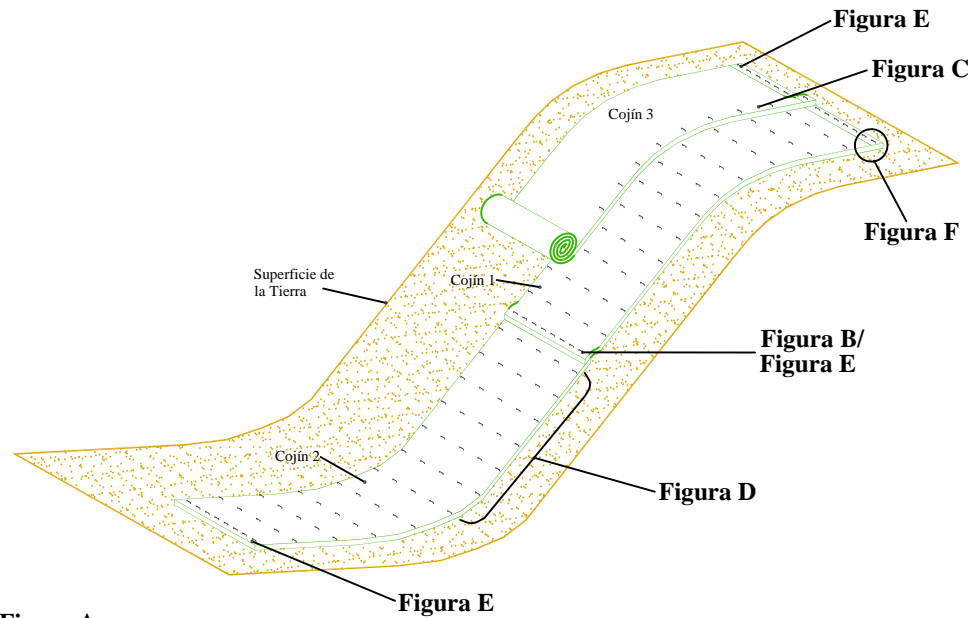 Figura E
Figura C
Cojín 3
Figura F
Superficie de
la Tierra
Cojín 1
Figura B/
Figura E
Cojín 2
Figura D
Figura E
Figura A